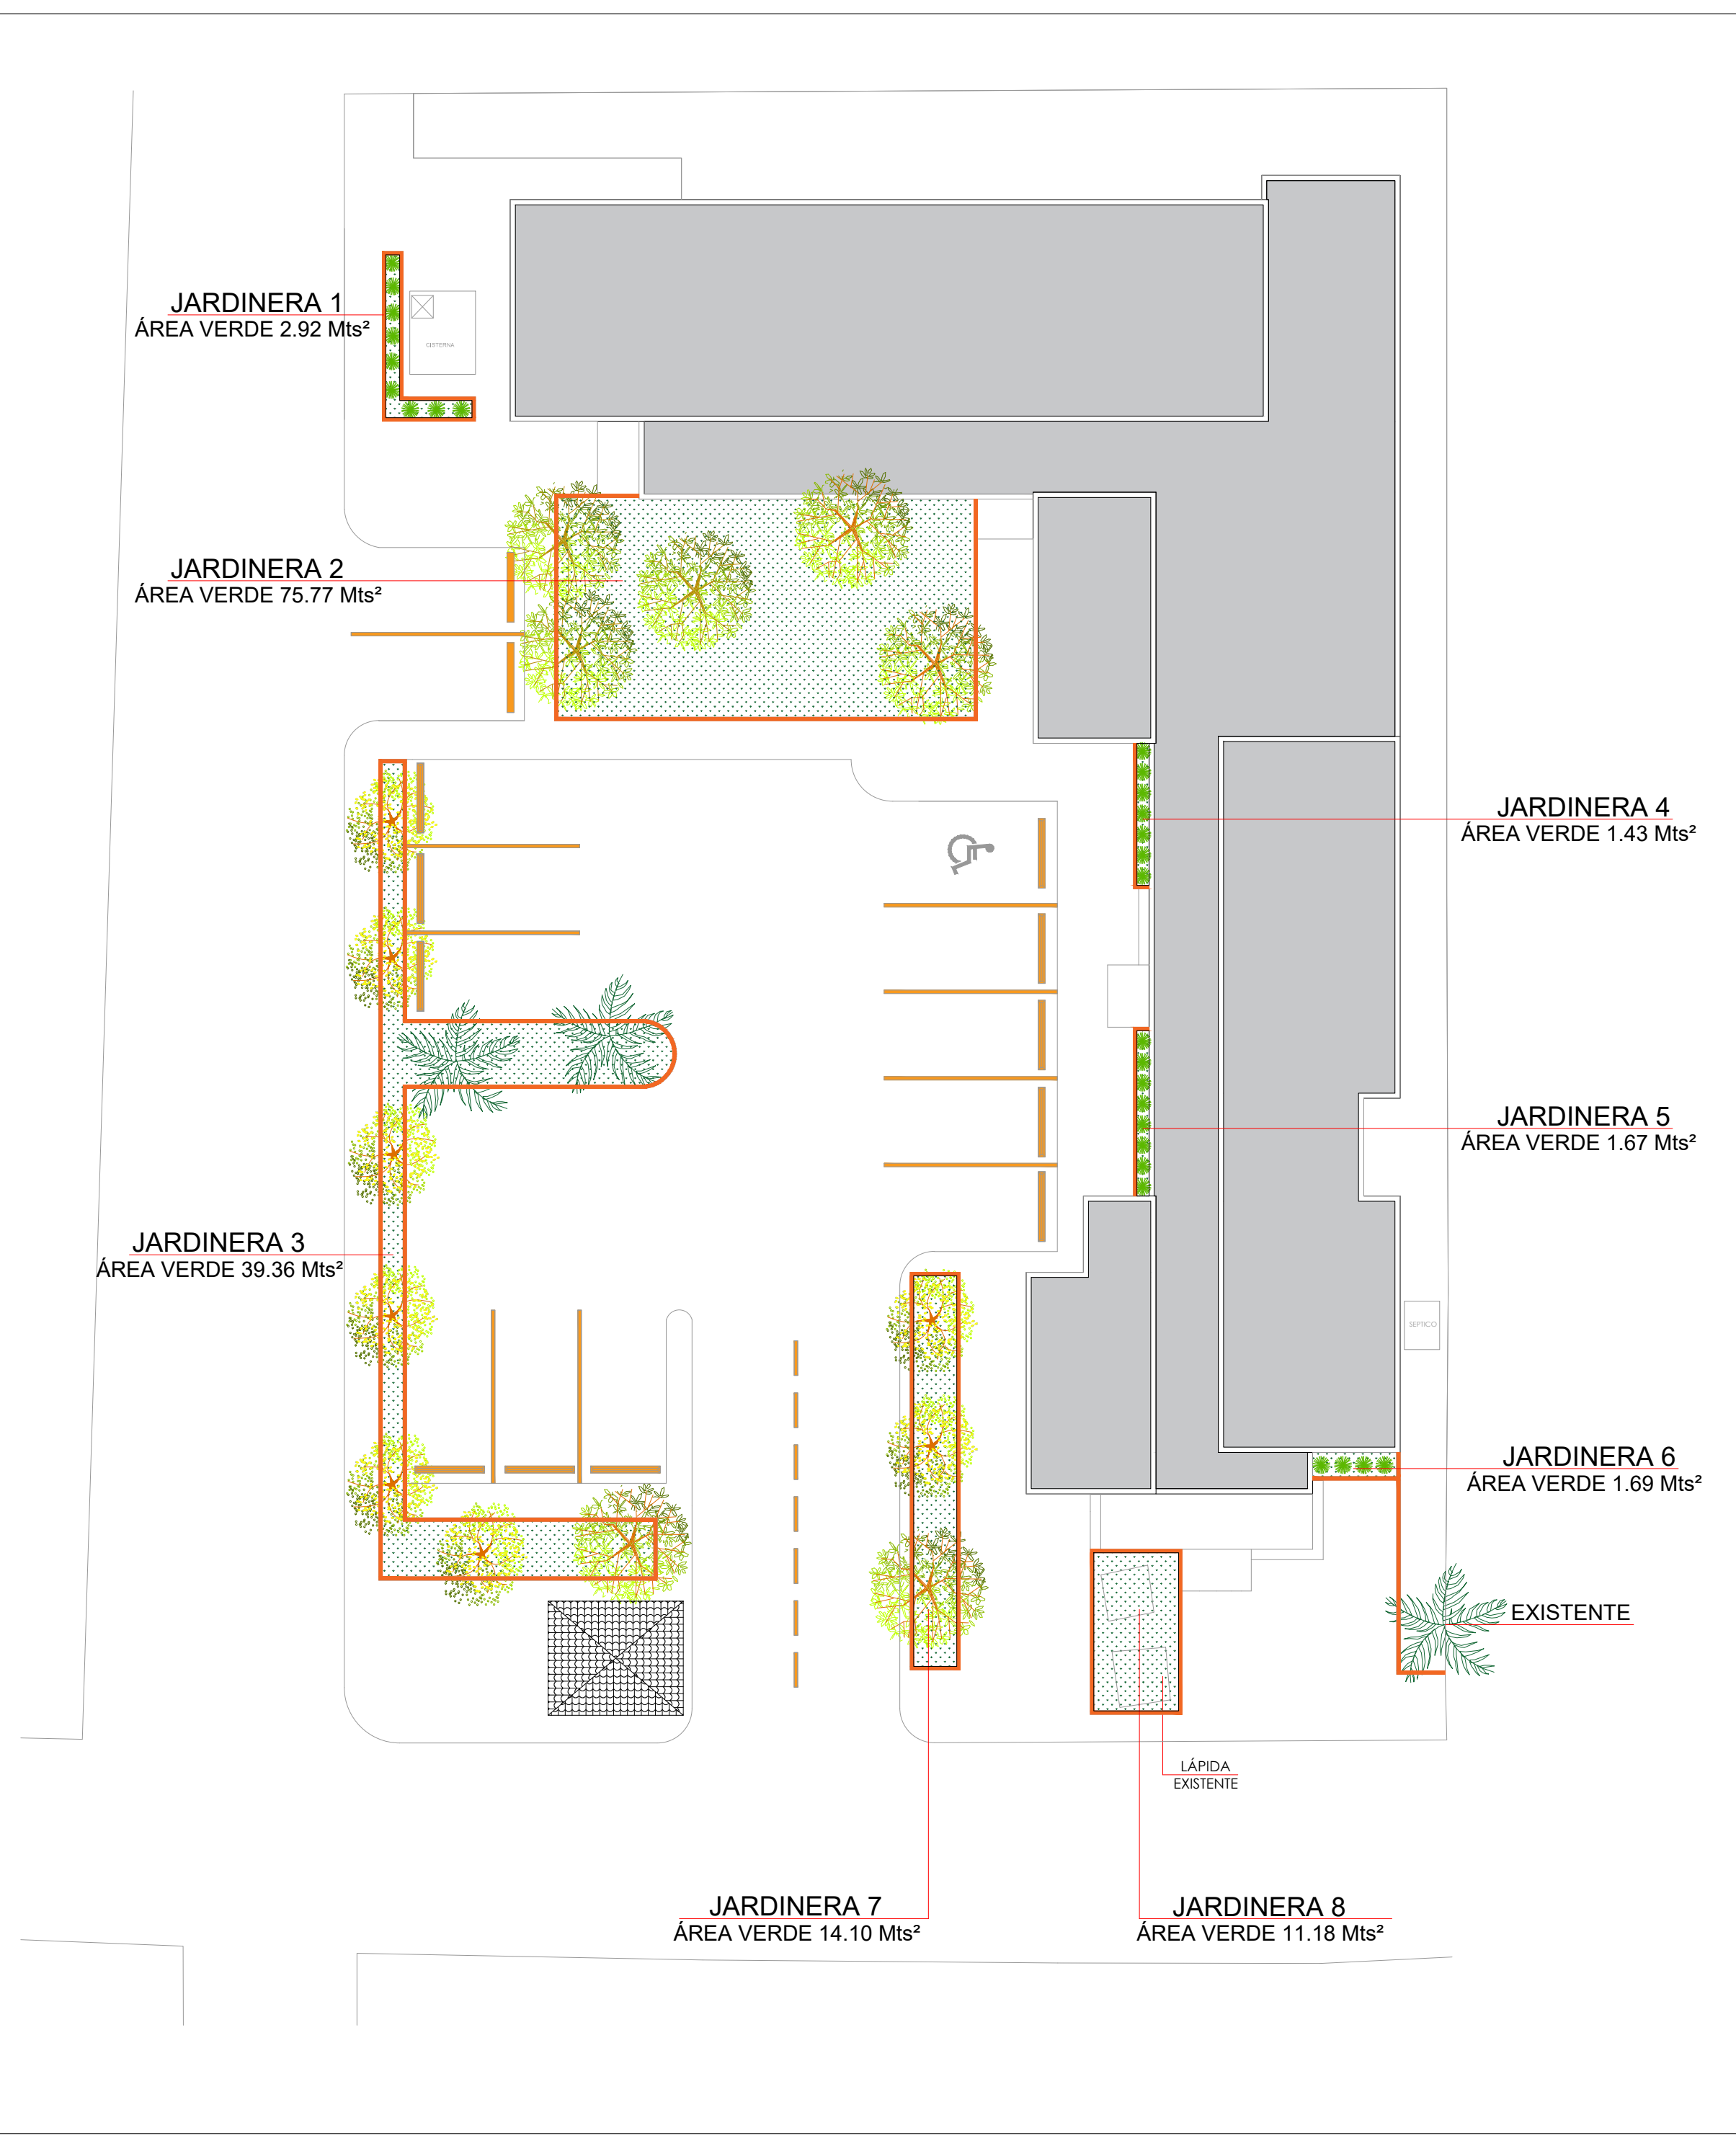 JARDINERA 1
ÁREA VERDE 2.92 Mts²
CISTERNA
JARDINERA 2
ÁREA VERDE 75.77 Mts²
JARDINERA 4
ÁREA VERDE 1.43 Mts²
JARDINERA 5
ÁREA VERDE 1.67 Mts²
JARDINERA 3
ÁREA VERDE 39.36 Mts²
SEPTICO
JARDINERA 6
ÁREA VERDE 1.69 Mts²
EXISTENTE
LÁPIDA
EXISTENTE
JARDINERA 7
ÁREA VERDE 14.10 Mts²
JARDINERA 8
ÁREA VERDE 11.18 Mts²